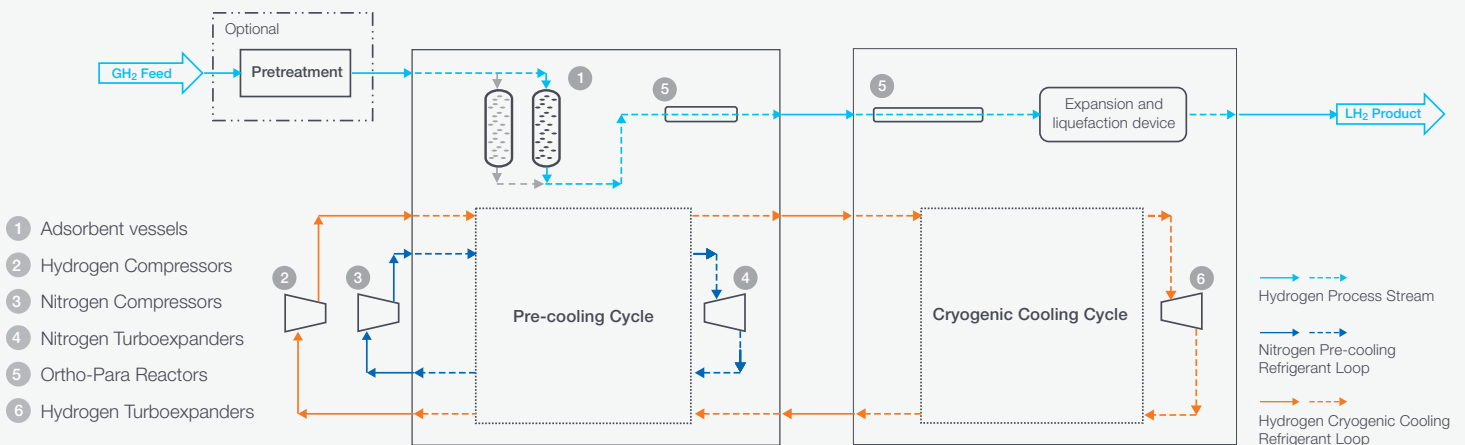 Optional
GH₂ Feed
Pretreatment
1
5
5
Expansion and
liquefaction device
LH₂ Product
1 Adsorbent vessels
2 Hydrogen Compressors
3 Nitrogen Compressors
4 Nitrogen Turboexpanders
5 Ortho-Para Reactors
6 Hydrogen Turboexpanders
2
3
Pre-cooling Cycle
4
Cryogenic Cooling Cycle
6
Hydrogen Process Stream
Nitrogen Pre-cooling
Refrigerant Loop
Hydrogen Cryogenic Cooling
Refrigerant Loop